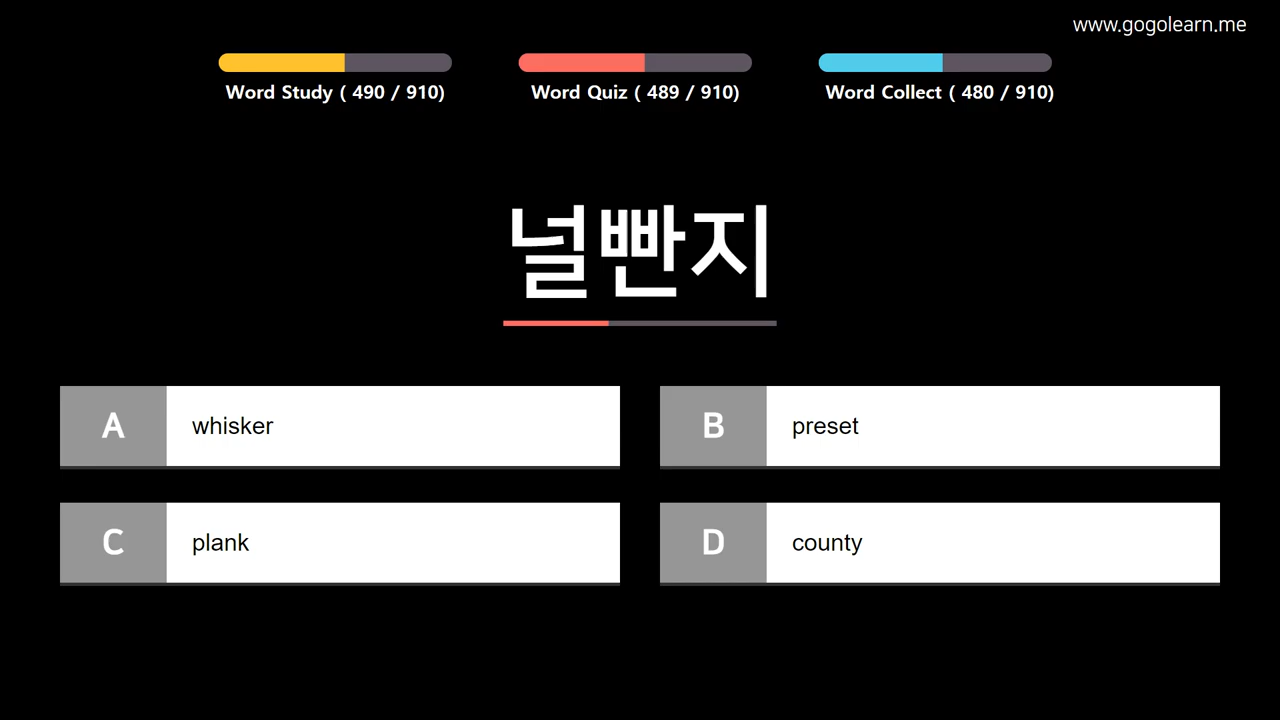 www.gogolearn.me
Word Study ( 490 / 910)
Word Quiz ( 489 / 910)
Word Collect ( 480 / 910)
널빤지
A whisker
B preset
C plank
D county